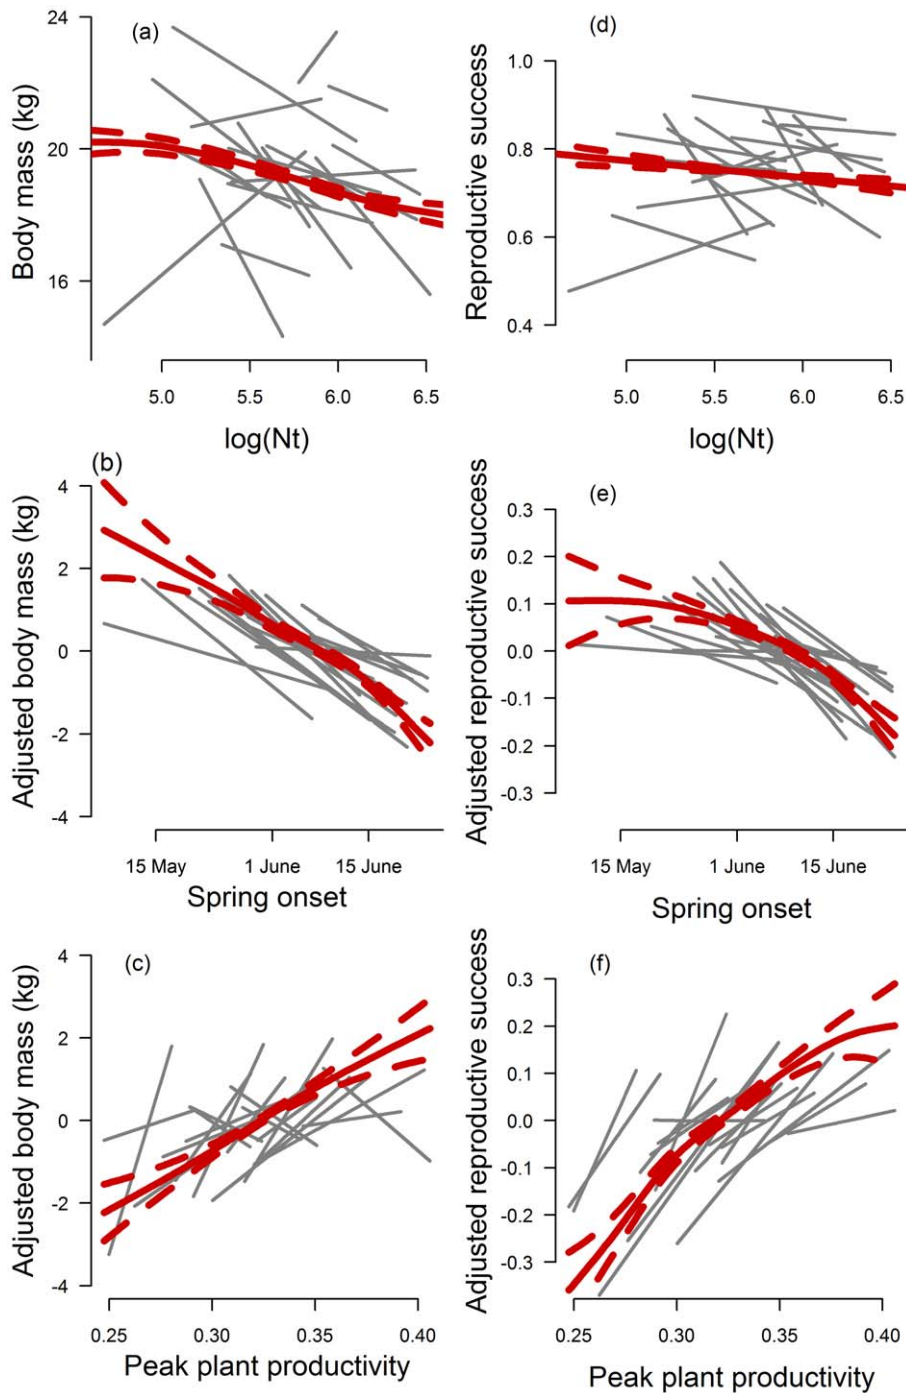 (a)
Body mass (kg)
24
20
16
5.0 5.5 6.0 6.5
log(Nt)
(d)
Reproductive success
1.0
0.8
0.6
0.4
5.0 5.5 6.0 6.5
log(Nt)
(b)
Adjusted body mass (kg)
4
2
0
-2
-4
15 May 1 June 15 June
Spring onset
(e)
Adjusted reproductive success
0.3
0.2
0.1
0.0
-0.1
-0.2
-0.3
15 May 1 June 15 June
Spring onset
(c)
Adjusted body mass (kg)
4
2
0
-2
-4
0.25 0.30 0.35 0.40
Peak plant productivity
(f)
Adjusted reproductive success
0.3
0.2
0.1
0.0
-0.1
-0.2
-0.3
0.25 0.30 0.35 0.40
Peak plant productivity